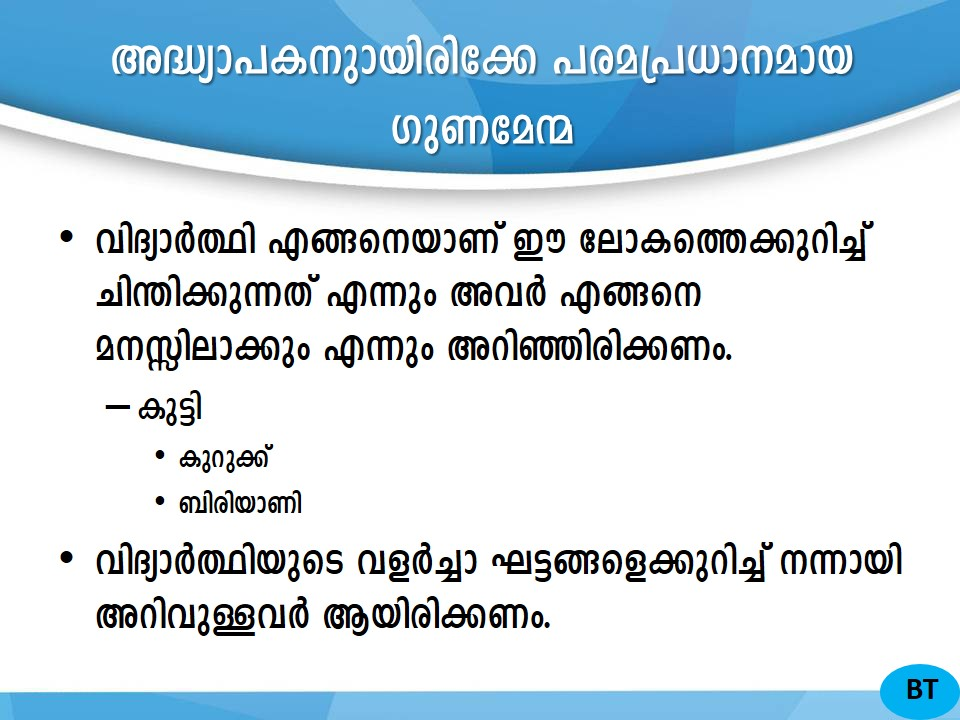 അദ്ധ്യാപകനുായിരിക്കേ പരമപ്രധാനമായ
ഗുണമേന്മ
• വിദ്യാർത്ഥി എങ്ങനെയാണ് ഈ ലോകത്തെക്കുറിച്ച്
ചിന്തിക്കുന്നത് എന്നും അവർ എങ്ങനെ
മനസ്സിലാക്കും എന്നും അറിഞ്ഞിരിക്കണം.
– കുട്ടി
• കുറുക്ക്
• ബിരിയാണി
• വിദ്യാർത്ഥിയുടെ വളർച്ചാ ഘട്ടങ്ങളെക്കുറിച്ച് നന്നായി
അറിവുള്ളവർ ആയിരിക്കണം.
BT